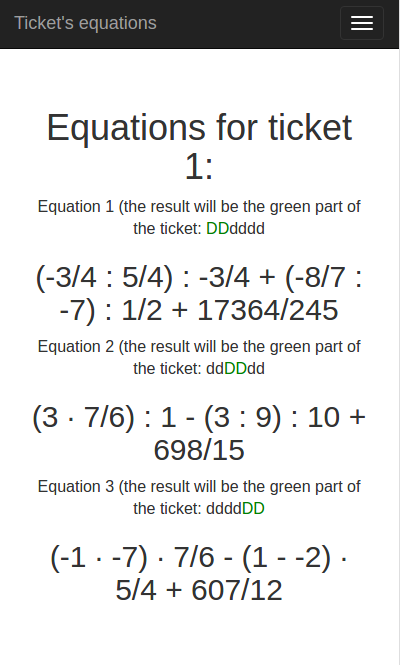 Ticket's equations
Equations for ticket
1:
Equation 1 (the result will be the green part of
the ticket: DDdddd
(-3/4 : 5/4) : -3/4 + (-8/7 :
-7) : 1/2 + 17364/245
Equation 2 (the result will be the green part of
the ticket: ddDDdd
(3 · 7/6) : 1 - (3 : 9) : 10 +
698/15
Equation 3 (the result will be the green part of
the ticket: ddddDD
(-1 · -7) · 7/6 - (1 - -2) ·
5/4 + 607/12